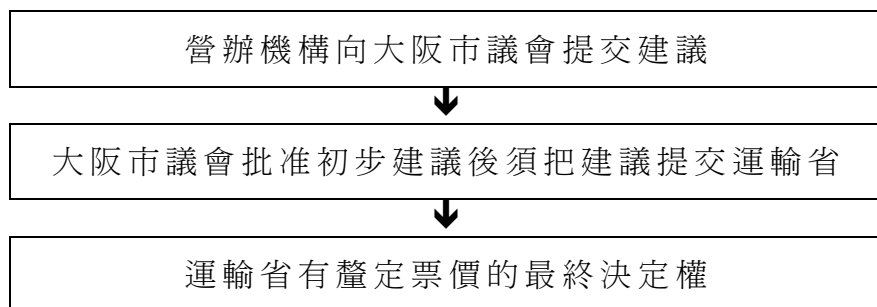 營辦機構向大阪市議會提交建議
大阪市議會批准初步建議後須把建議提交運輸省
運輸省有釐定票價的最終決定權